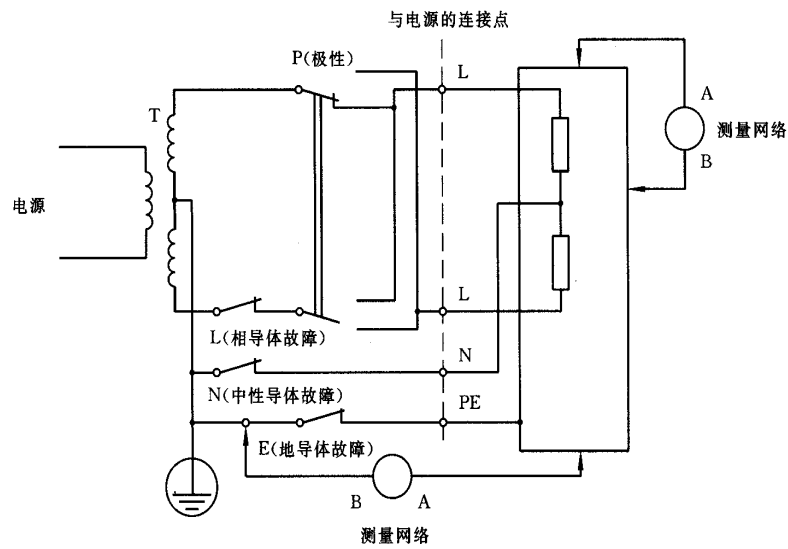 与电源的连接点
P(极性)
L
T
A
测量网络
B
电源
L
L(相导体故障)
N
N(中性导体故障)
PE
E(地导体故障)
B
A
测量网络